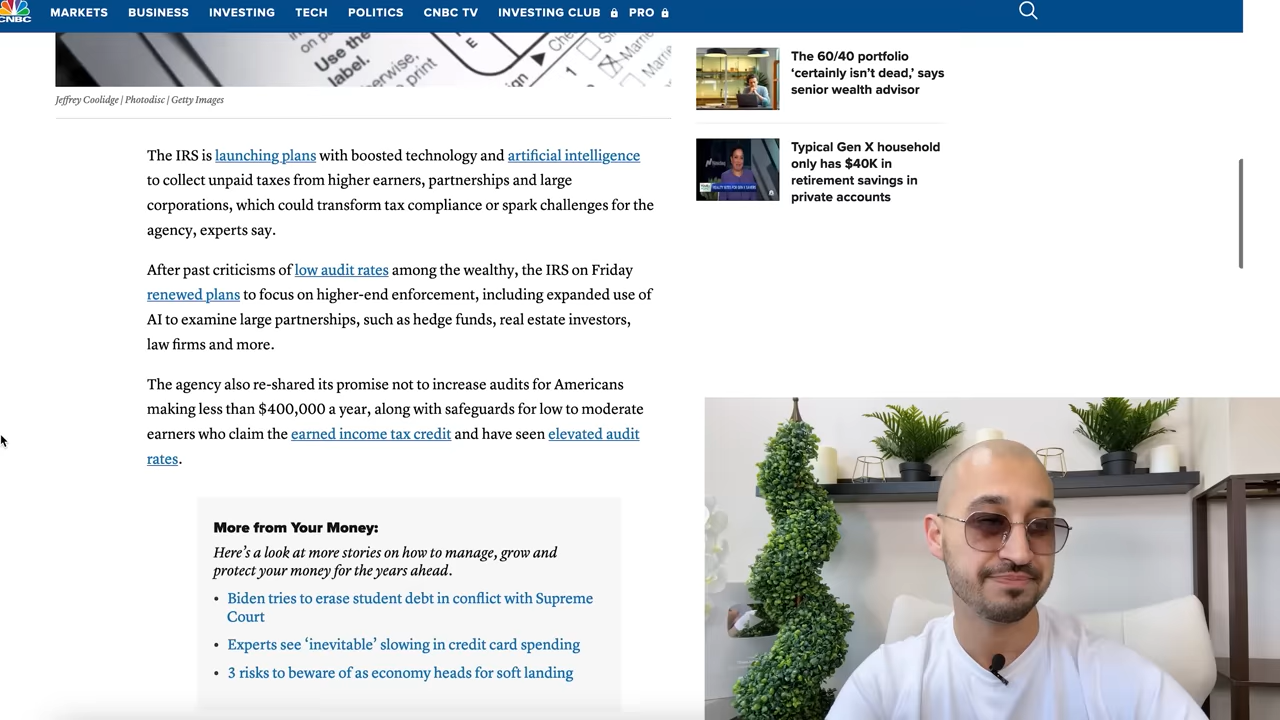 CNBC
MARKETS BUSINESS INVESTING TECH POLITICS CNBC TV INVESTING CLUB PRO
on p
Use the
label.
erwise,
print
E
ign
Che
1
Marrie
Jeffrey Coolidge | Photodisc | Getty Images
The IRS is launching plans with boosted technology and artificial intelligence
to collect unpaid taxes from higher earners, partnerships and large
corporations, which could transform tax compliance or spark challenges for the
agency, experts say.
After past criticisms of low audit rates among the wealthy, the IRS on Friday
renewed plans to focus on higher-end enforcement, including expanded use of
AI to examine large partnerships, such as hedge funds, real estate investors,
law firms and more.
The agency also re-shared its promise not to increase audits for Americans
making less than $400,000 a year, along with safeguards for low to moderate
earners who claim the earned income tax credit and have seen elevated audit
rates.
More from Your Money:
Here’s a look at more stories on how to manage, grow and
protect your money for the years ahead.
• Biden tries to erase student debt in conflict with Supreme
Court
• Experts see ‘inevitable’ slowing in credit card spending
• 3 risks to beware of as economy heads for soft landing
The 60/40 portfolio
‘certainly isn’t dead,’ says
senior wealth advisor
Typical Gen X household
only has $40K in
retirement savings in
private accounts